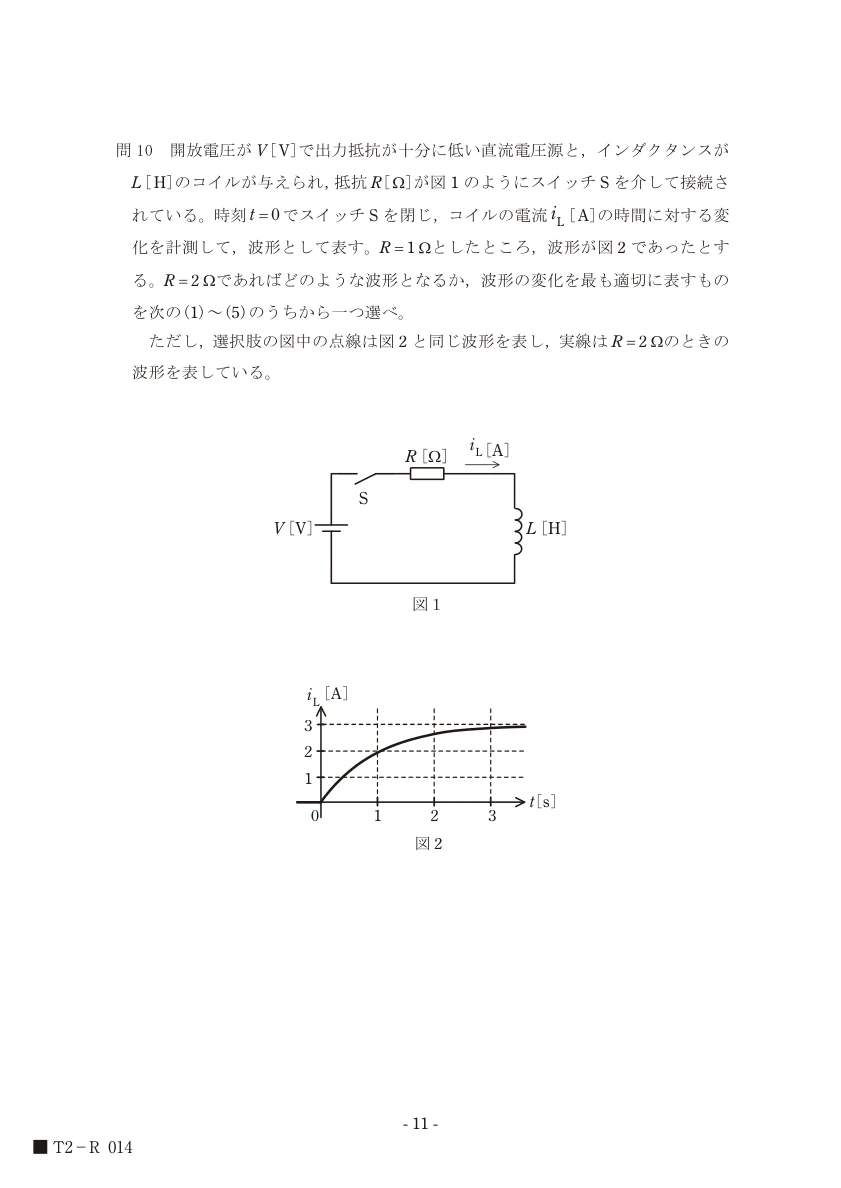 問 10　開放電圧が V [V]で出力抵抗が十分に低い直流電圧源と，インダクタンスが
L [H]のコイルが与えられ，抵抗 R [Ω]が図 1 のようにスイッチ S を介して接続さ
れている。時刻 t = 0 でスイッチ S を閉じ，コイルの電流 iL [A]の時間に対する変
化を計測して，波形として表す。R = 1 Ωとしたところ，波形が図 2 であったとす
る。R = 2 Ωであればどのような波形となるか，波形の変化を最も適切に表すもの
を次の(1)～(5)のうちから一つ選べ。
ただし，選択肢の図中の点線は図 2 と同じ波形を表し，実線は R = 2 Ωのときの
波形を表している。
R [Ω]
iL [A]
S
V [V]
L [H]
図 1
iL [A]
3
2
1
0
1
2
3
t [s]
図 2
- 11 -
■ T2－R 014